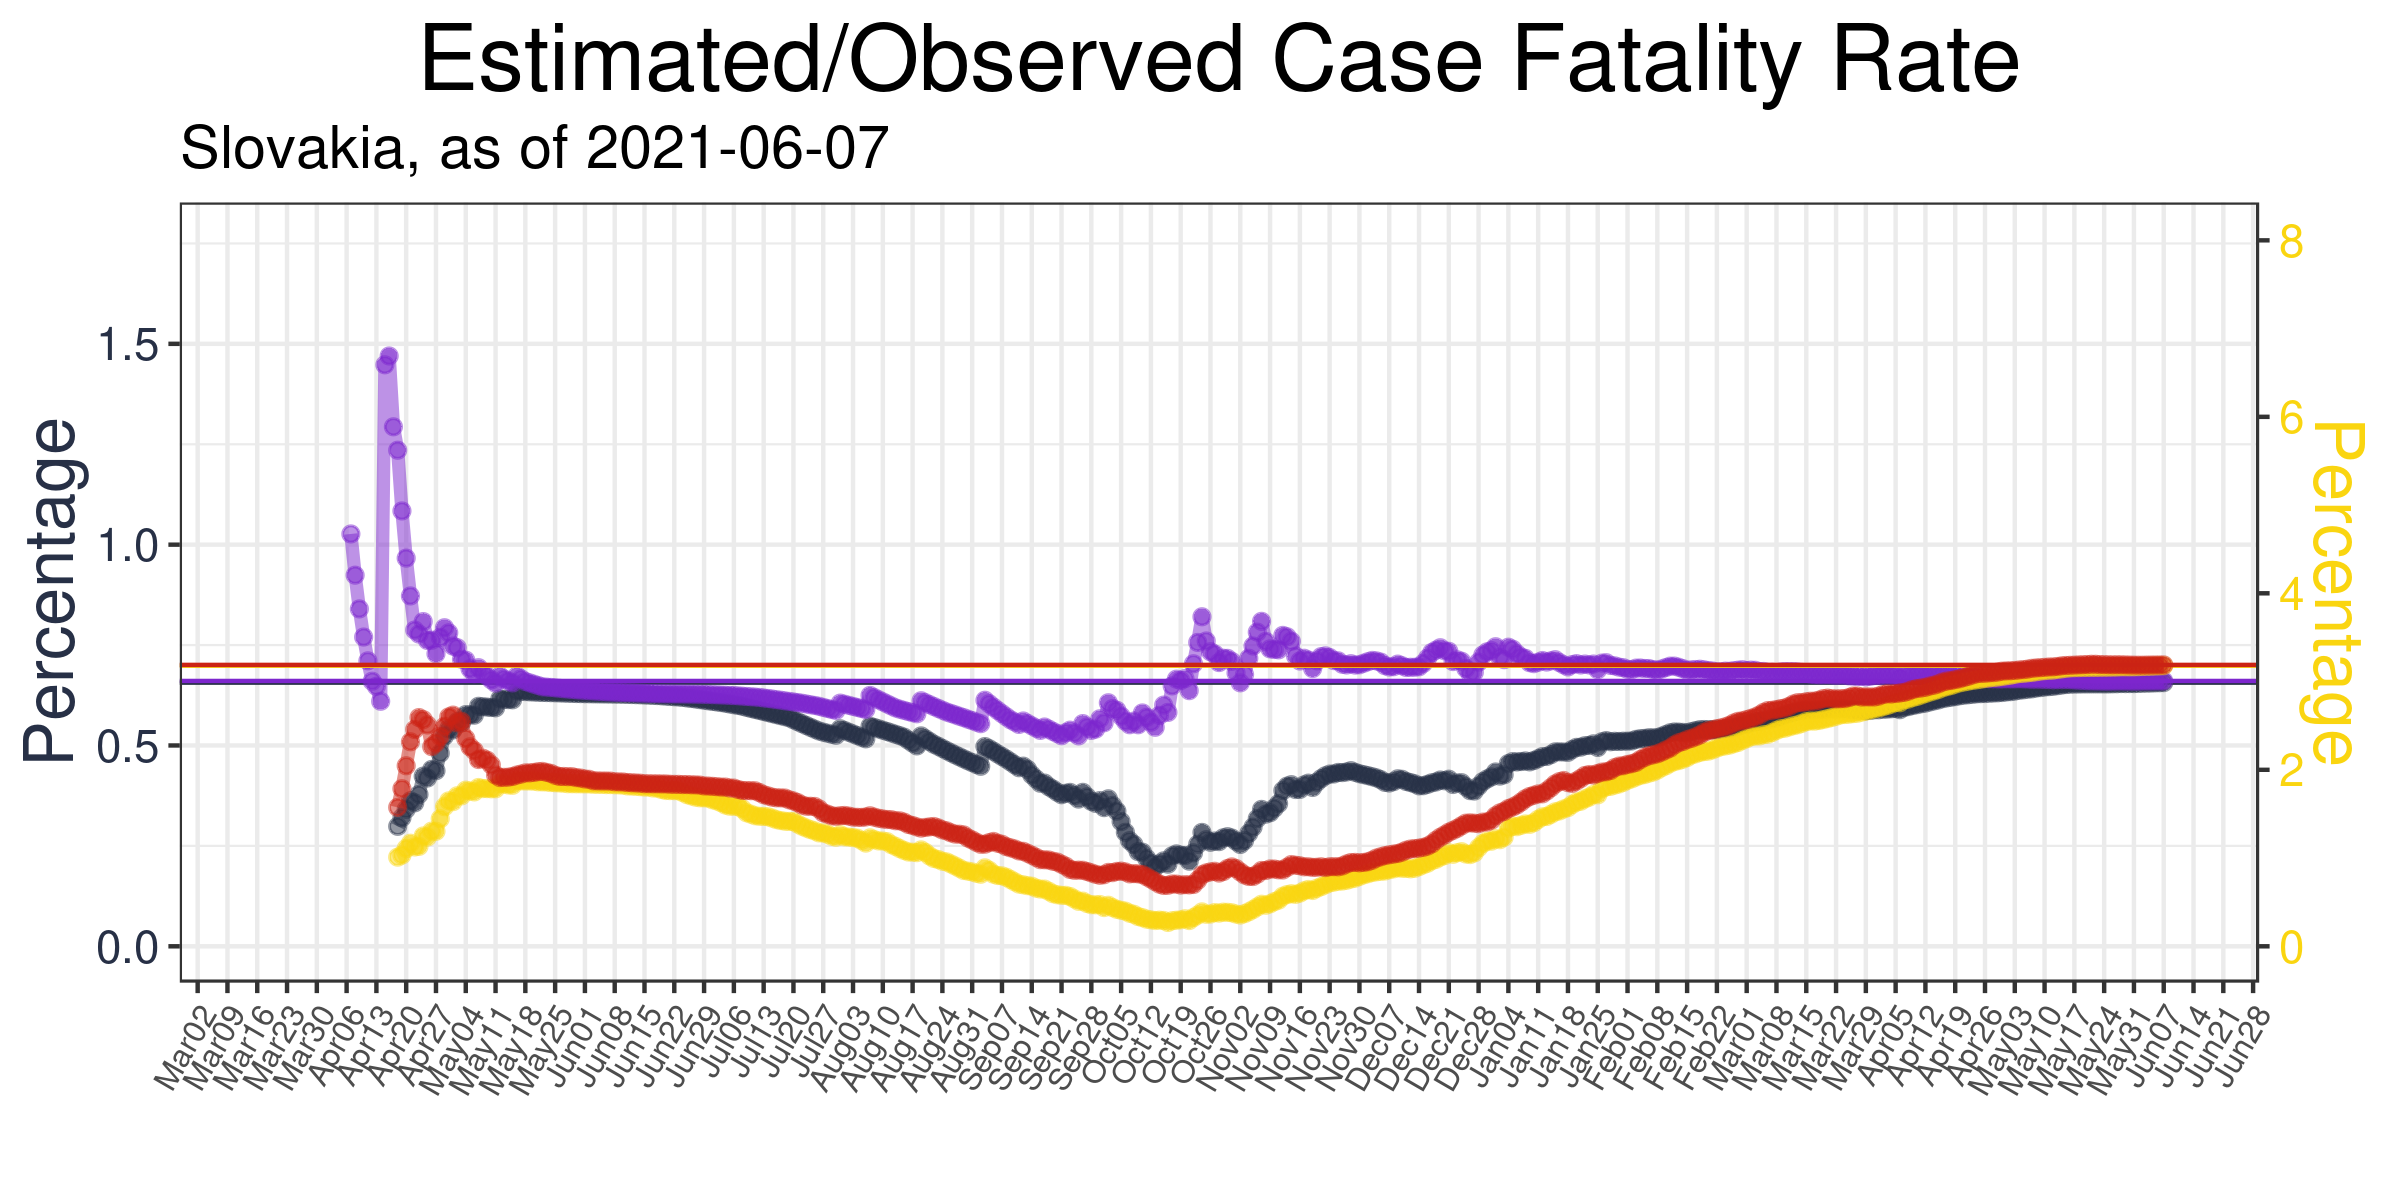 Estimated/Observed Case Fatality Rate
Slovakia, as of 2021-06-07
Percentage
1.5
1.0
0.5
0.0
8
6
4
2
0
Percentage
Mar02
Mar09
Mar16
Mar23
Mar30
Apr06
Apr13
Apr20
Apr27
May04
May11
May18
May25
Jun01
Jun08
Jun15
Jun22
Jun29
Jul06
Jul13
Jul20
Jul27
Aug03
Aug10
Aug17
Aug24
Aug31
Sep07
Sep14
Sep21
Sep28
Oct05
Oct12
Oct19
Oct26
Nov02
Nov09
Nov16
Nov23
Nov30
Dec07
Dec14
Dec21
Dec28
Jan04
Jan11
Jan18
Jan25
Feb01
Feb08
Feb15
Feb22
Mar01
Mar08
Mar15
Mar22
Mar29
Apr05
Apr12
Apr19
Apr26
May03
May10
May17
May24
May31
May07
Jun14
Jun21
Jun28